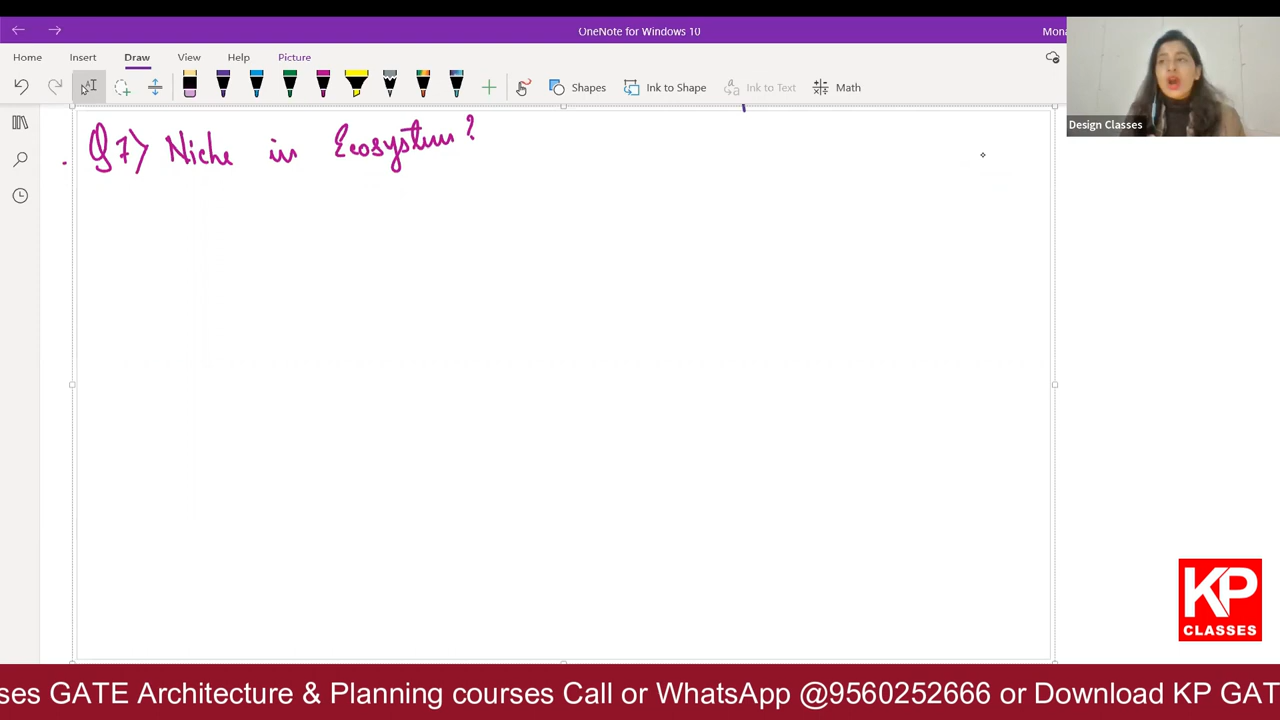 OneNote for Windows 10
Mona
Home Insert Draw View Help Picture
Shapes Ink to Shape Ink to Text Math
Design Classes
Q7> Niche in Ecosystem?
KP
CLASSES
ses GATE Architecture & Planning courses Call or WhatsApp @9560252666 or Download KP GAT